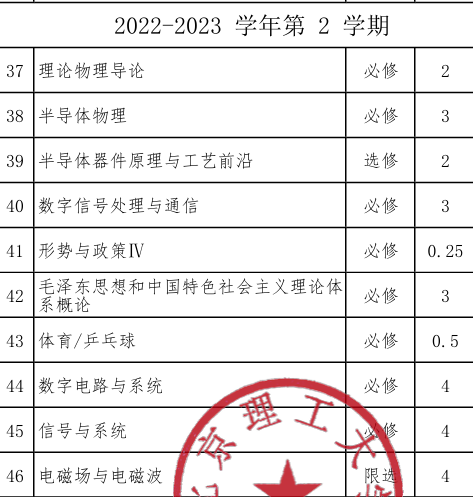 2022-2023 学年第 2 学期
37 理论物理导论 必修 2
38 半导体物理 必修 3
39 半导体器件原理与工艺前沿 选修 2
40 数字信号处理与通信 必修 3
41 形势与政策Ⅳ 必修 0.25
42 毛泽东思想和中国特色社会主义理论体
系概论 必修 3
43 体育/乒乓球 必修 0.5
44 数字电路与系统 必修 4
45 信号与系统 必修 4
46 电磁场与电磁波 限选 4
京理工大